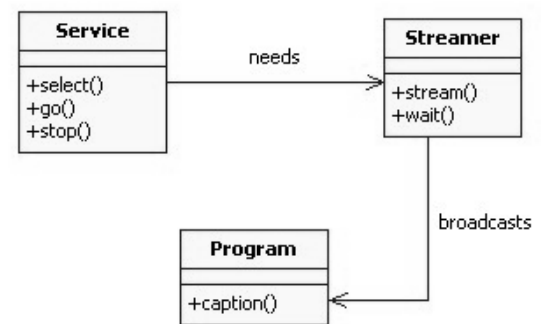 Service
+select()
+go()
+stop()
needs
Streamer
+stream()
+wait()
broadcasts
Program
+caption()